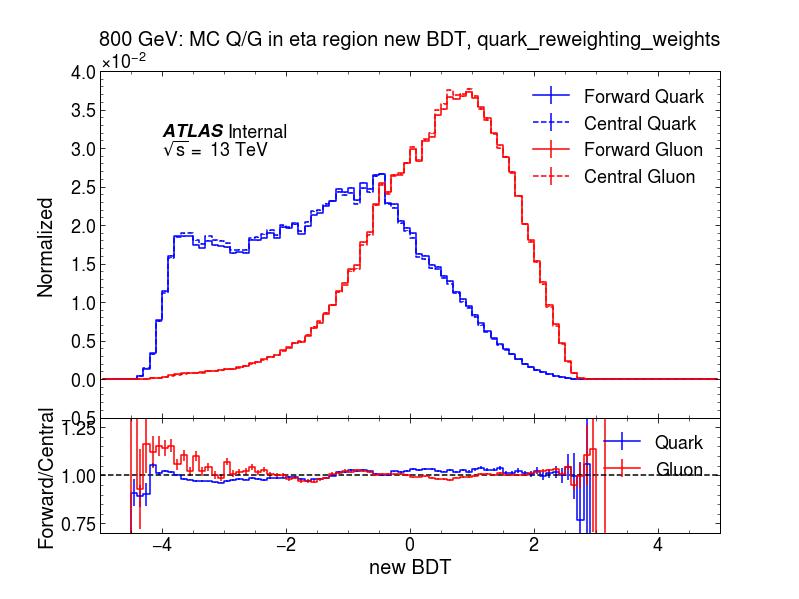 800 GeV: MC Q/G in eta region new BDT, quark_reweighting_weights
×10⁻²
4.0
3.5
3.0
2.5
2.0
1.5
1.0
0.5
0.0
−0.5
Normalized
ATLAS Internal
√s = 13 TeV
Forward Quark
Central Quark
Forward Gluon
Central Gluon
1.25
1.00
0.75
Forward/Central
Quark
Gluon
−4 −2 0 2 4
new BDT